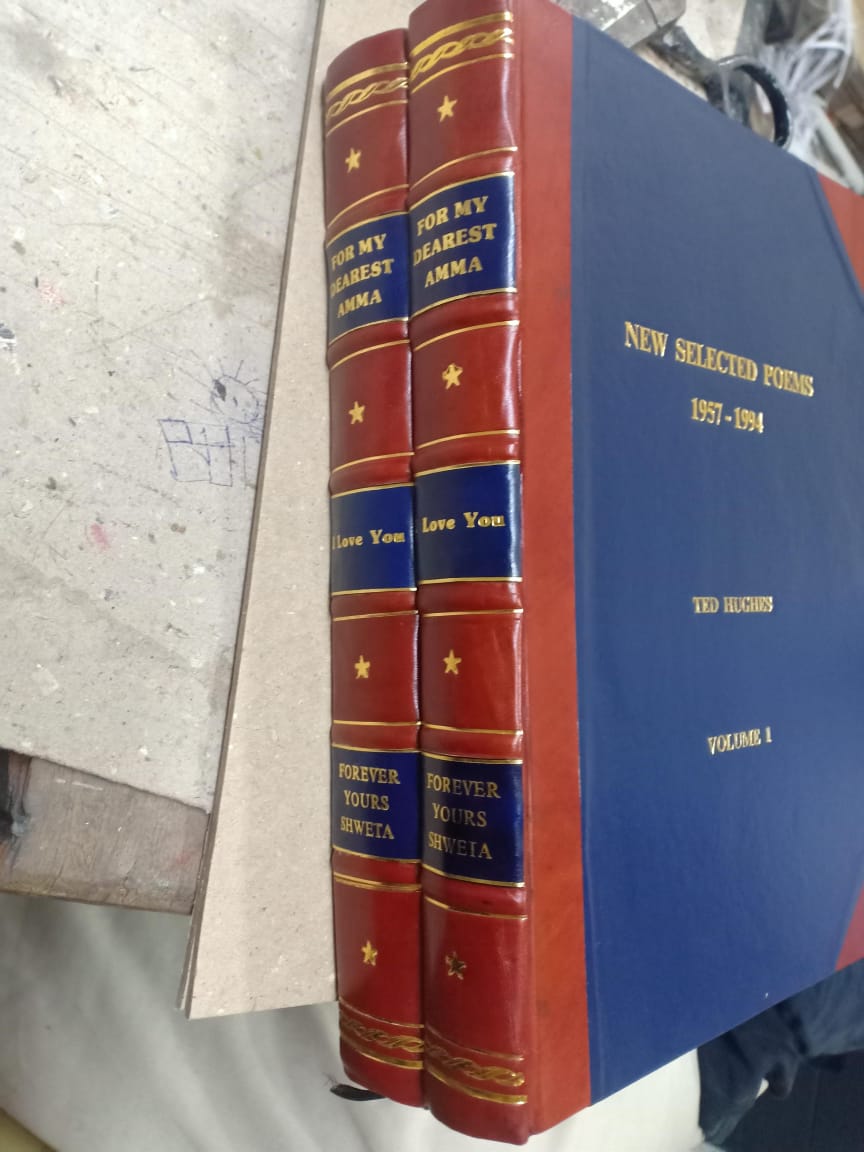 FOR MY
DEAREST
AMMA
I Love You
FOREVER
YOURS
SHWETA
FOR MY
DEAREST
AMMA
Love You
FOREVER
YOURS
SHWETA
NEW SELECTED POEMS
1957-1994
TED HUGHES
VOLUME 1